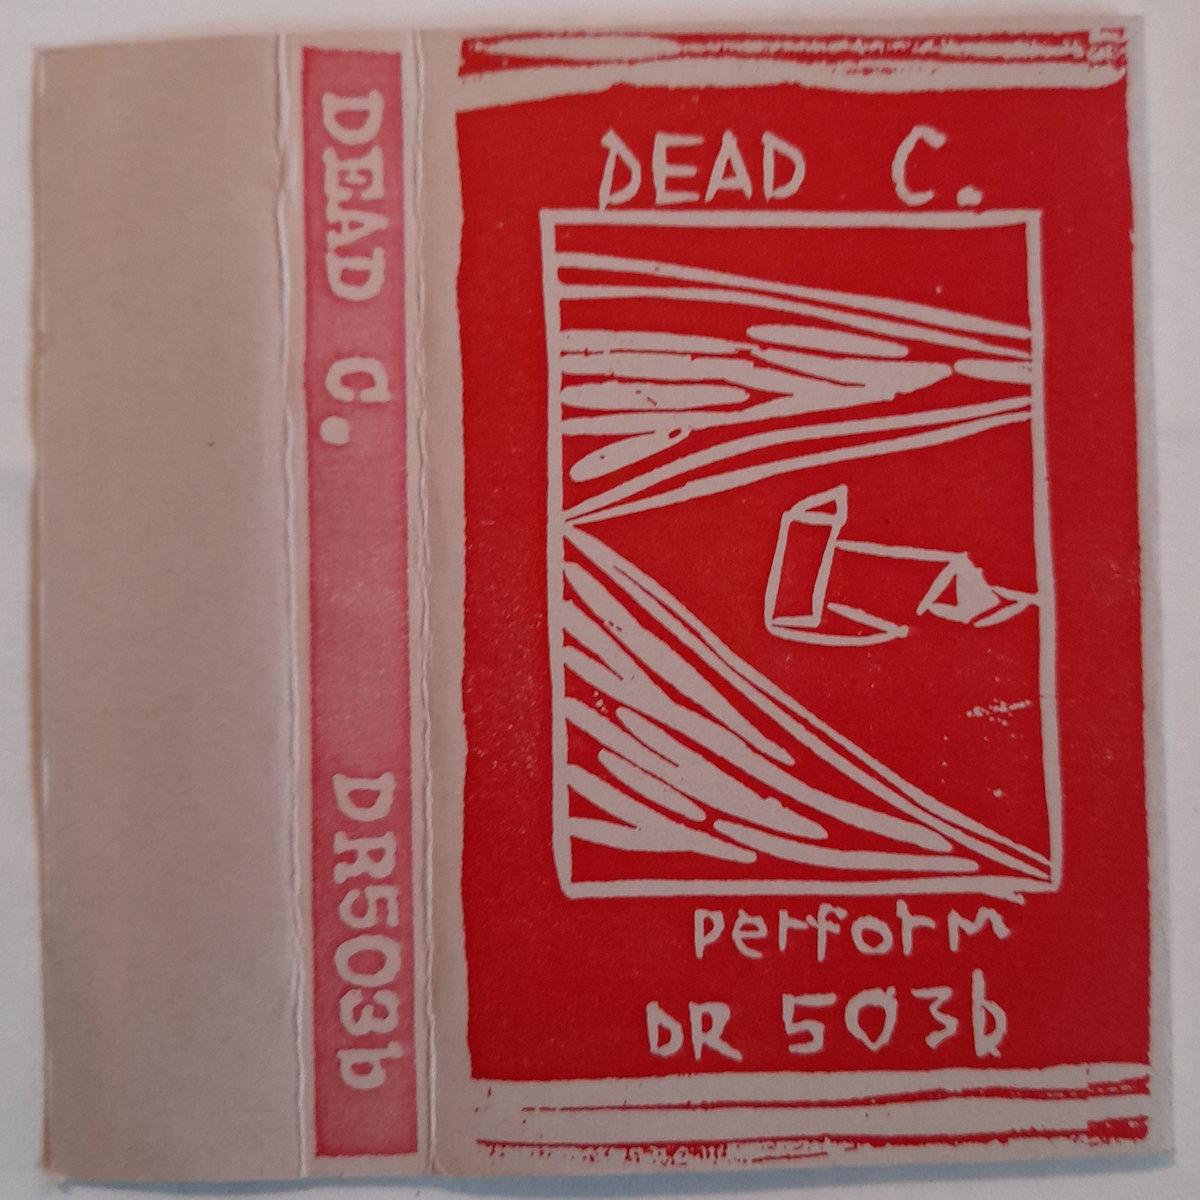 DEAD C. DR503b
DEAD C.
perform
DR 503b